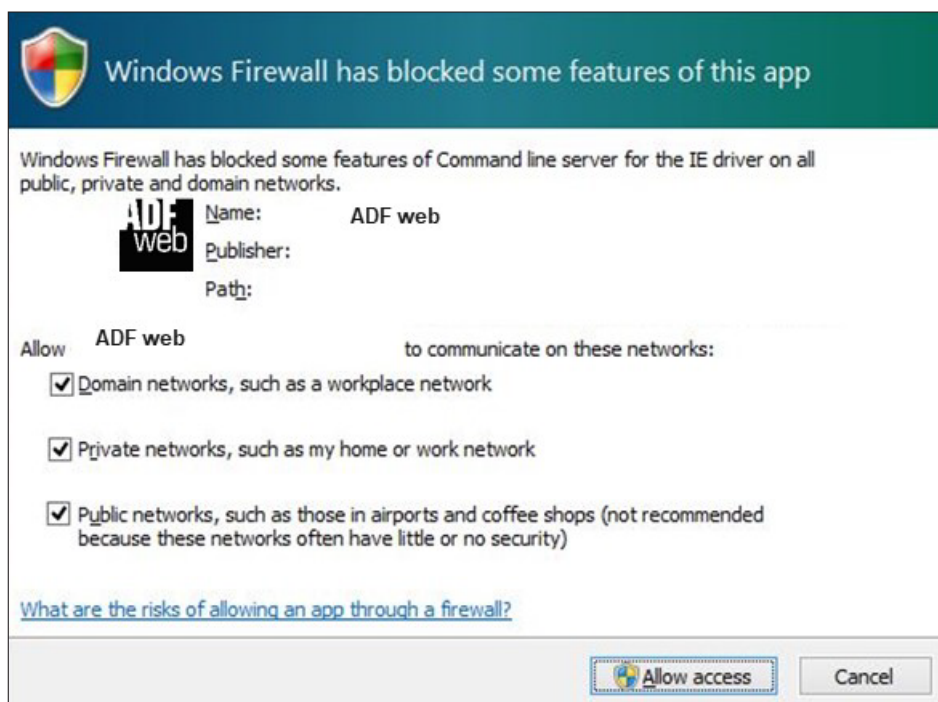 Windows Firewall has blocked some features of this app
Windows Firewall has blocked some features of Command line server for the IE driver on all
public, private and domain networks.
ADF
web
Name: ADF web
Publisher:
Path:
Allow ADF web to communicate on these networks:
Domain networks, such as a workplace network
Private networks, such as my home or work network
Public networks, such as those in airports and coffee shops (not recommended
because these networks often have little or no security)
What are the risks of allowing an app through a firewall?
Allow access Cancel